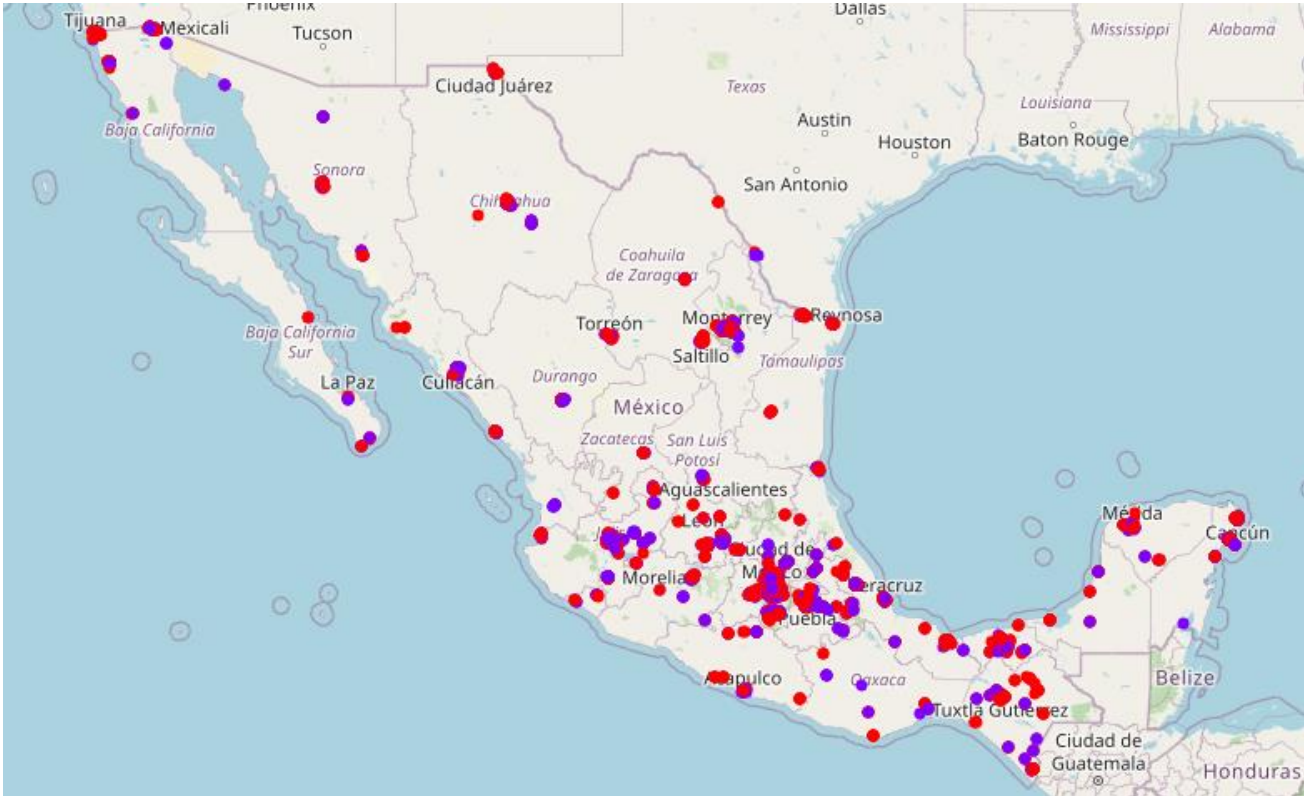 Phoenix
Dallas
Tijuana
Mexicali
Tucson
Mississippi
Alabama
Ciudad Juárez
Texas
Louisiana
Baja California
Austin
Baton Rouge
Houston
Sonora
San Antonio
Chihuahua
Coahuila
de Zaragoza
Baja California
Sur
Torreón
Monterrey
Reynosa
Saltillo
Tamaulipas
La Paz
Culiacán
Durango
México
Zacatecas
San Luis
Potosí
Aguascalientes
León
Mérida
Cancún
Ciudad de
México
Morelia
Veracruz
Puebla
Acapulco
Oaxaca
Belize
Tuxtla Gutiérrez
Ciudad de
Guatemala
Honduras